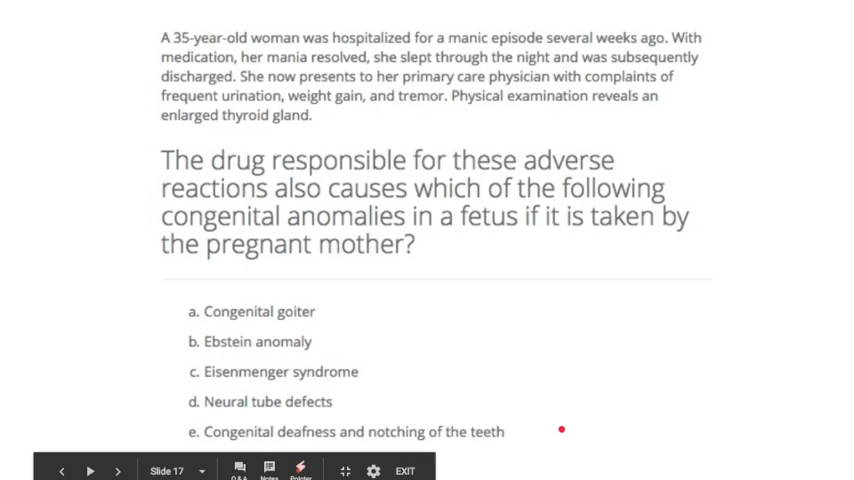 A 35-year-old woman was hospitalized for a manic episode several weeks ago. With
medication, her mania resolved, she slept through the night and was subsequently
discharged. She now presents to her primary care physician with complaints of
frequent urination, weight gain, and tremor. Physical examination reveals an
enlarged thyroid gland.
The drug responsible for these adverse
reactions also causes which of the following
congenital anomalies in a fetus if it is taken by
the pregnant mother?
a. Congenital goiter
b. Ebstein anomaly
c. Eisenmenger syndrome
d. Neural tube defects
e. Congenital deafness and notching of the teeth
Slide 17
Q&A
Notes
Pointer
EXIT